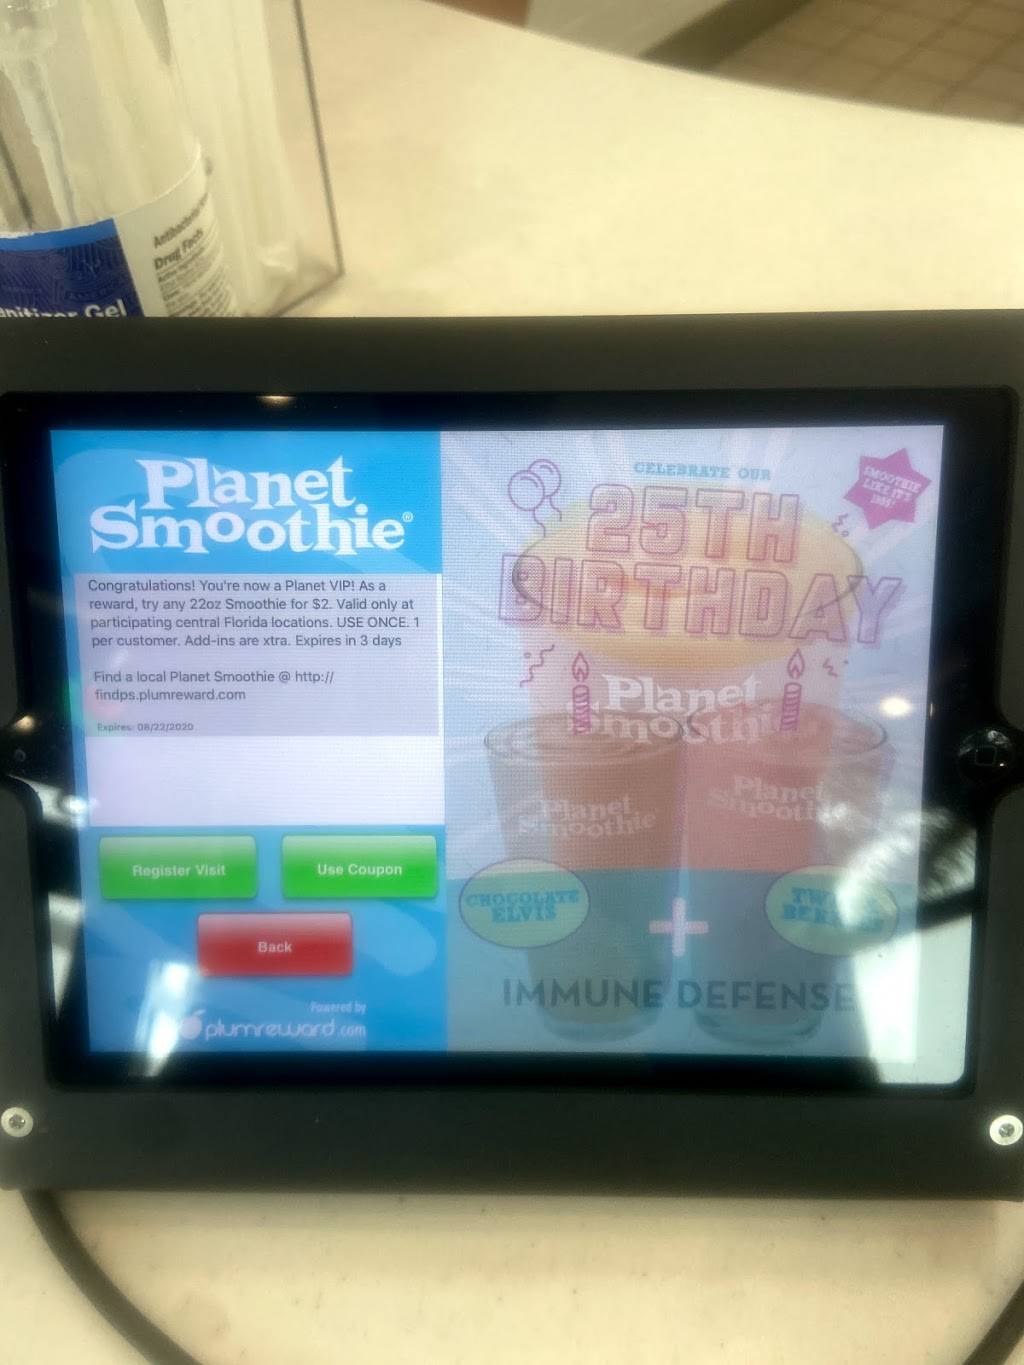 Antibacterial
Drug Facts
Gel
Planet
Smoothie®
Congratulations! You're now a Planet VIP! As a
reward, try any 22oz Smoothie for $2. Valid only at
participating central Florida locations. USE ONCE. 1
per customer. Add-ins are xtra. Expires in 3 days
Find a local Planet Smoothie @ http://
findps.plumreward.com
Expires: 08/22/2020
Register Visit
Use Coupon
Back
Powered by
plumreward.com
CELEBRATE OUR
25TH
BIRTHDAY
SMOOTHIE
LIKE IT'S
Planet
Smoothie
Planet
Smoothie
Planet
Smoothie
CHOCOLATE
ELVIS
+
IMMUNE DEFENSE